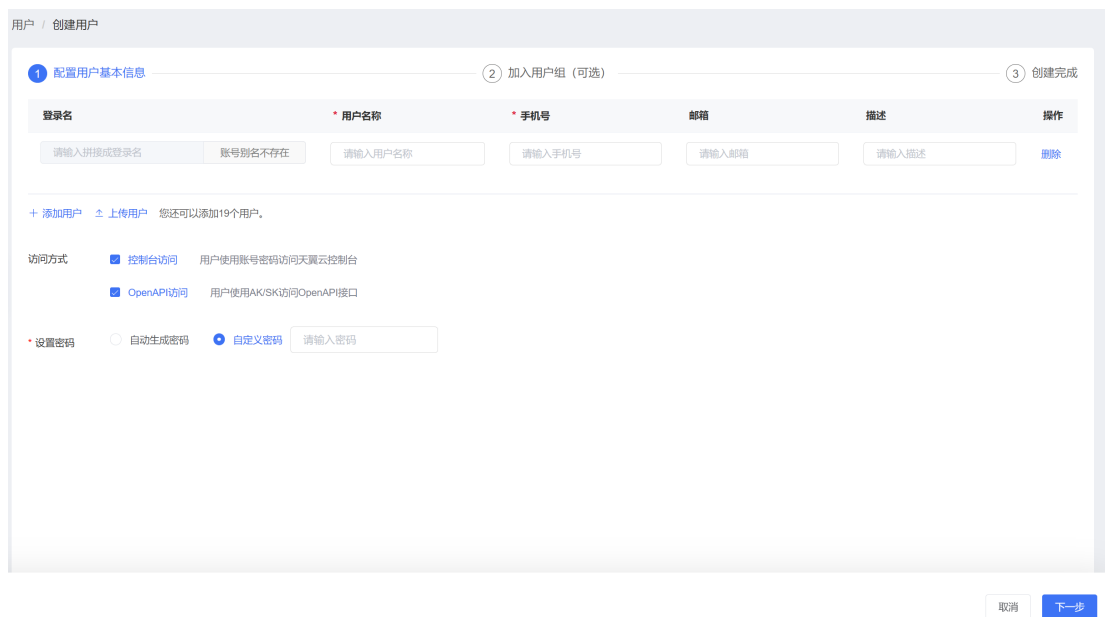 用户 / 创建用户
1 配置用户基本信息 2 加入用户组（可选） 3 创建完成
登录名 * 用户名称 * 手机号 邮箱 描述 操作
请输入拼接成登录名 账号别名不存在 请输入用户名称 请输入手机号 请输入邮箱 请输入描述 删除
+ 添加用户 上传用户 您还可以添加19个用户。
访问方式 控制台访问 用户使用账号密码访问天翼云控制台
OpenAPI访问 用户使用AK/SK访问OpenAPI接口
* 设置密码 自动生成密码 自定义密码 请输入密码
取消 下一步